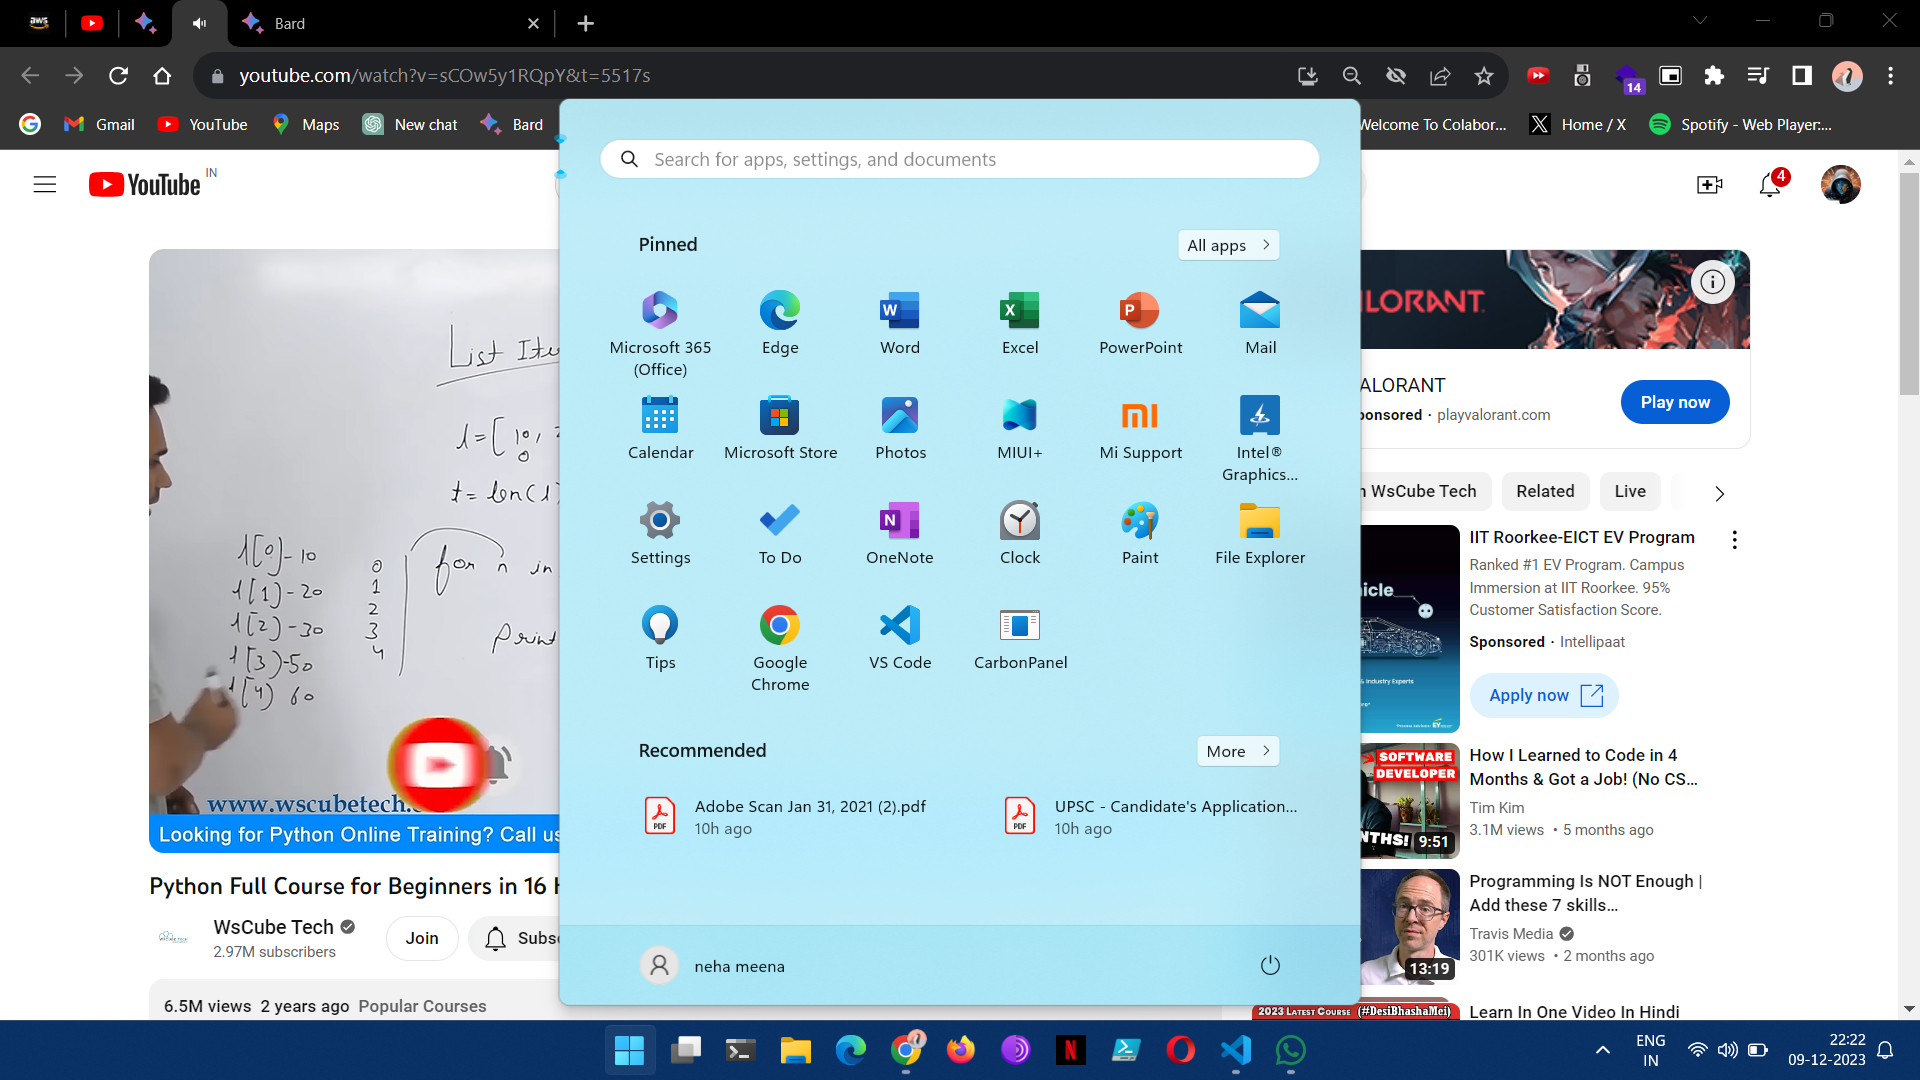 aws
Bard
youtube.com/watch?v=sCOw5y1RQpY&t=5517s
14
Gmail
YouTube
Maps
New chat
Bard
Welcome To Colabor...
Home / X
Spotify - Web Player:...
YouTube IN
4
Search for apps, settings, and documents
Pinned
All apps
Microsoft 365 (Office)
Edge
Word
Excel
PowerPoint
Mail
Calendar
Microsoft Store
Photos
MIUI+
Mi Support
Intel® Graphics...
Settings
To Do
OneNote
Clock
Paint
File Explorer
Tips
Google Chrome
VS Code
CarbonPanel
Recommended
More
Adobe Scan Jan 31, 2021 (2).pdf
10h ago
UPSC - Candidate's Application...
10h ago
neha meena
List Ite
l=[10,
0
t=len(l)
l[0]-10
l[1]-20
l[2]-30
l[3]-50
l[4] 60
0
1
2
3
4
for n in
print
www.wscubetech.
Looking for Python Online Training? Call us
Python Full Course for Beginners in 16 H
WsCube Tech
2.97M subscribers
Join
Subs
6.5M views 2 years ago Popular Courses
ALORANT
ALORANT
ponsored · playvalorant.com
Play now
WsCube Tech
Related
Live
icle
& Industry Experts
IIT Roorkee-EICT EV Program
Ranked #1 EV Program. Campus
Immersion at IIT Roorkee. 95%
Customer Satisfaction Score.
Sponsored · Intellipaat
Apply now
SOFTWARE
DEVELOPER
NTHS!
9:51
How I Learned to Code in 4
Months & Got a Job! (No CS...
Tim Kim
3.1M views • 5 months ago
13:19
Programming Is NOT Enough |
Add these 7 skills…
Travis Media
301K views • 2 months ago
2023 LATEST COURSE (#DesiBhashaMei)
Learn In One Video In Hindi
ENG
IN
22:22
09-12-2023